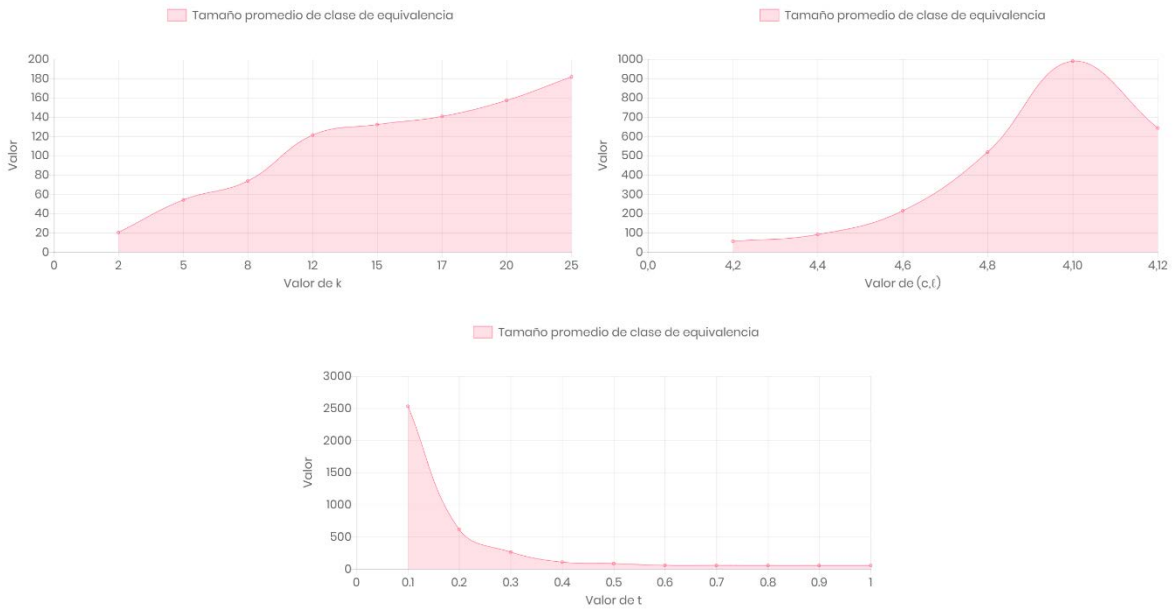 Tamaño promedio de clase de equivalencia
200
180
160
140
120
100
80
60
40
20
0
Valor
0 2 5 8 12 15 17 20 25
Valor de k
Tamaño promedio de clase de equivalencia
1000
900
800
700
600
500
400
300
200
100
0
Valor
0,0 4,2 4,4 4,6 4,8 4,10 4,12
Valor de (c,ℓ)
Tamaño promedio de clase de equivalencia
3000
2500
2000
1500
1000
500
0
Valor
0 0.1 0.2 0.3 0.4 0.5 0.6 0.7 0.8 0.9 1
Valor de t